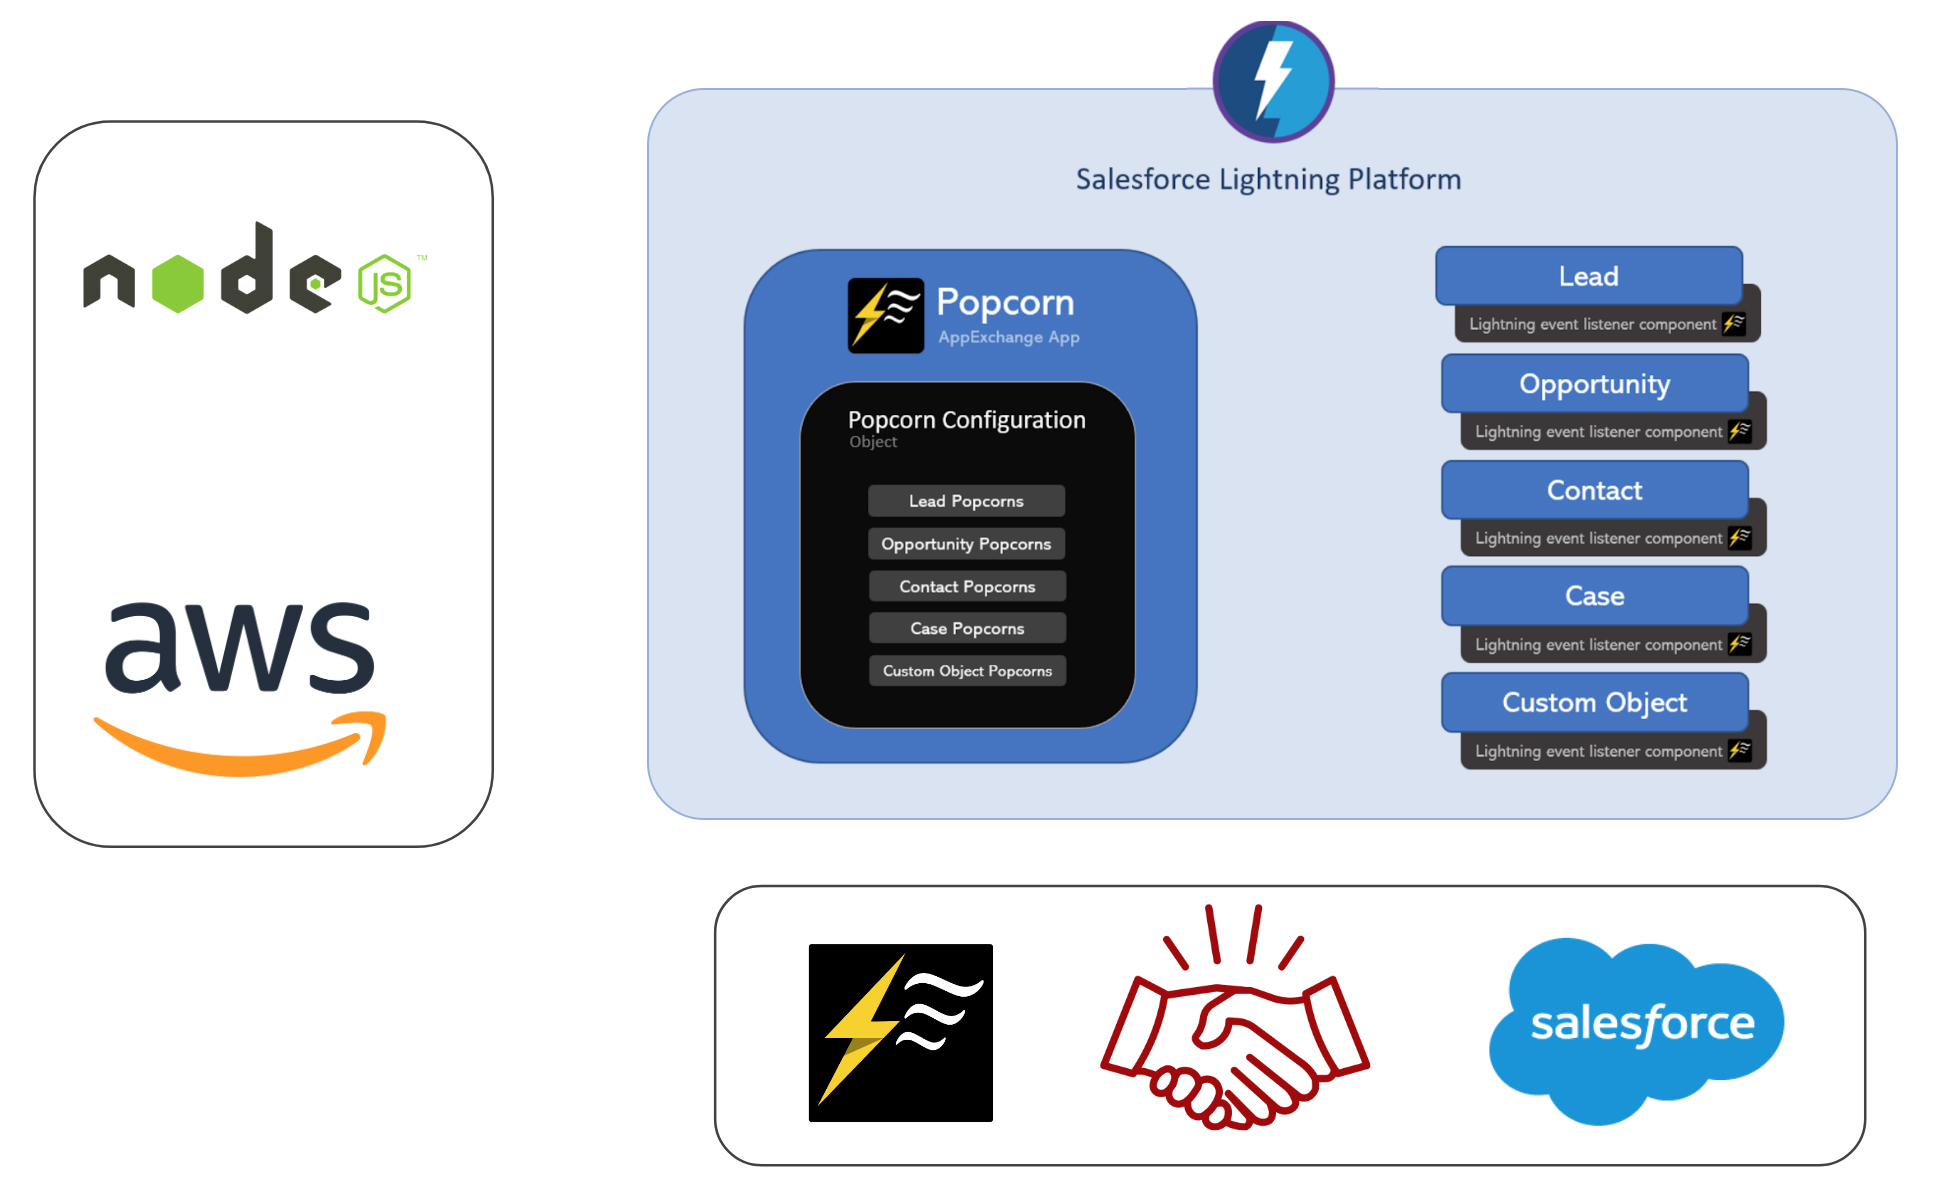 node JS ™
aws
Salesforce Lightning Platform
Popcorn
AppExchange App
Popcorn Configuration
Object
Lead Popcorns
Opportunity Popcorns
Contact Popcorns
Case Popcorns
Custom Object Popcorns
Lead
Lightning event listener component
Opportunity
Lightning event listener component
Contact
Lightning event listener component
Case
Lightning event listener component
Custom Object
Lightning event listener component
salesforce